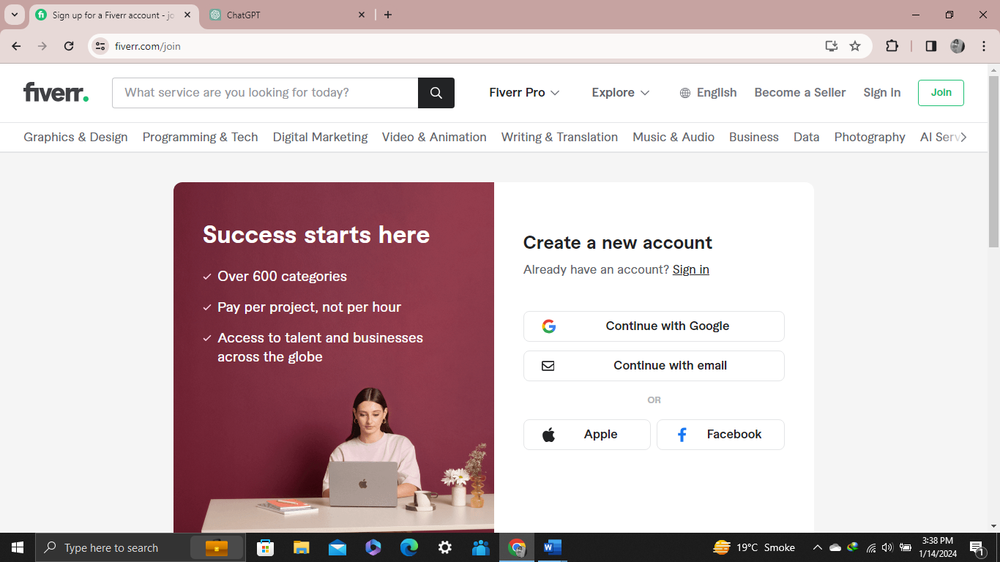 Sign up for a Fiverr account - jo
ChatGPT
fiverr.com/join
fiverr.
What service are you looking for today?
Fiverr Pro
Explore
English
Become a Seller
Sign in
Join
Graphics & Design
Programming & Tech
Digital Marketing
Video & Animation
Writing & Translation
Music & Audio
Business
Data
Photography
AI Serv
Success starts here
Over 600 categories
Pay per project, not per hour
Access to talent and businesses
across the globe
Create a new account
Already have an account? Sign in
Continue with Google
Continue with email
OR
Apple
Facebook
Type here to search
19°C Smoke
3:38 PM
1/14/2024
1